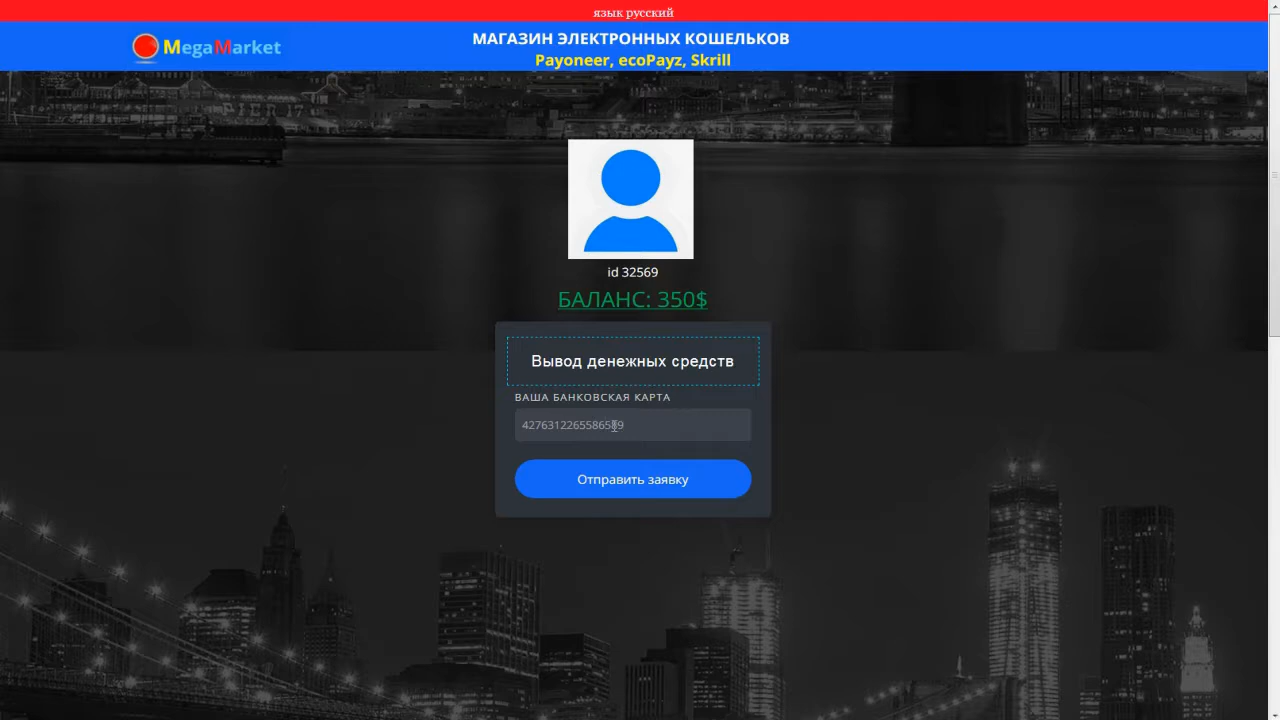 язык русский
MegaMarket
МАГАЗИН ЭЛЕКТРОННЫХ КОШЕЛЬКОВ
Payoneer, ecoPayz, Skrill
id 32569
БАЛАНС: 350$
Вывод денежных средств
ВАША БАНКОВСКАЯ КАРТА
Отправить заявку